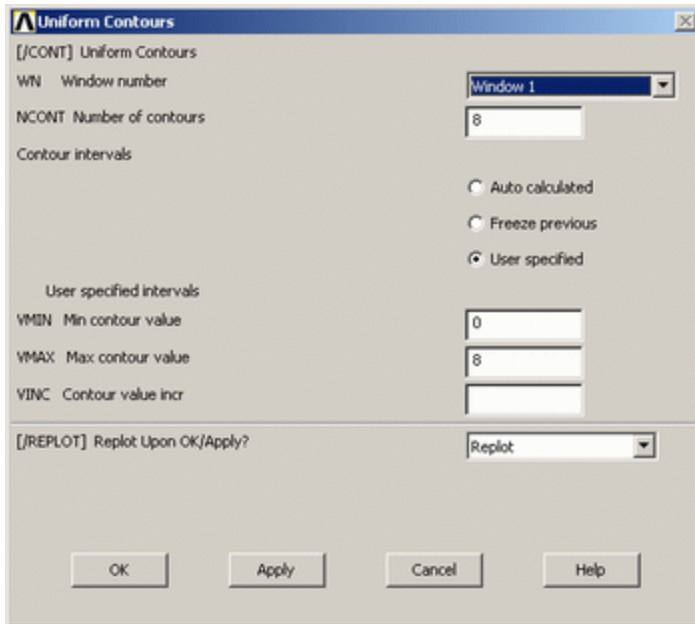 Uniform Contours
[/CONT] Uniform Contours
WN Window number Window 1
NCONT Number of contours 8
Contour intervals
Auto calculated
Freeze previous
User specified
User specified intervals
VMIN Min contour value 0
VMAX Max contour value 8
VINC Contour value incr
[/REPLOT] Replot Upon OK/Apply? Replot
OK Apply Cancel Help